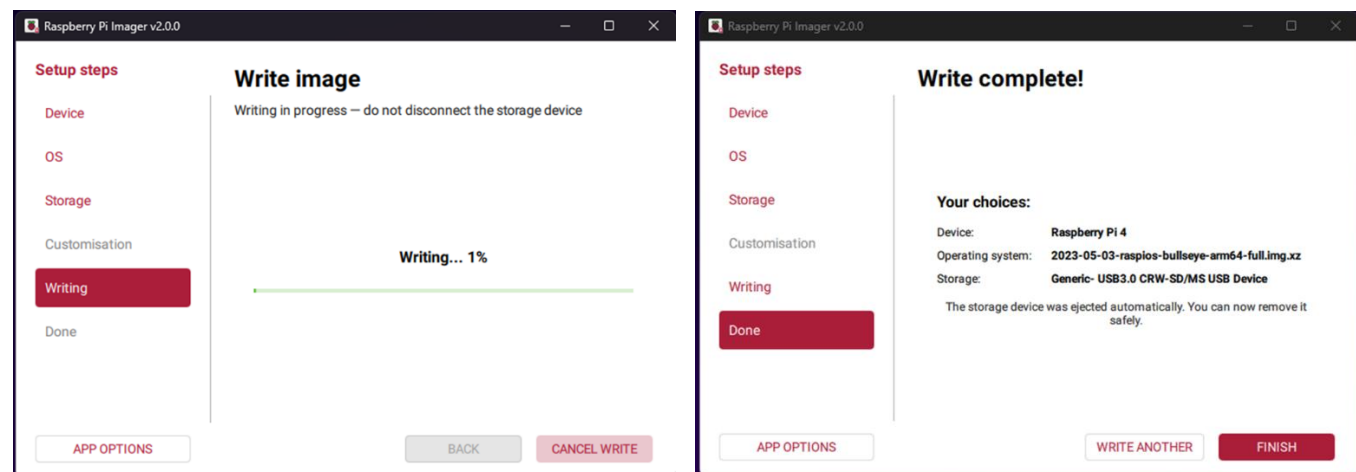 Raspberry Pi Imager v2.0.0
Setup steps
Device
OS
Storage
Customisation
Writing
Done
APP OPTIONS
Write image
Writing in progress — do not disconnect the storage device
Writing... 1%
BACK
CANCEL WRITE
Raspberry Pi Imager v2.0.0
Setup steps
Device
OS
Storage
Customisation
Writing
Done
APP OPTIONS
Write complete!
Your choices:
Device: Raspberry Pi 4
Operating system: 2023-05-03-raspios-bullseye-arm64-full.img.xz
Storage: Generic- USB3.0 CRW-SD/MS USB Device
The storage device was ejected automatically. You can now remove it
safely.
WRITE ANOTHER
FINISH